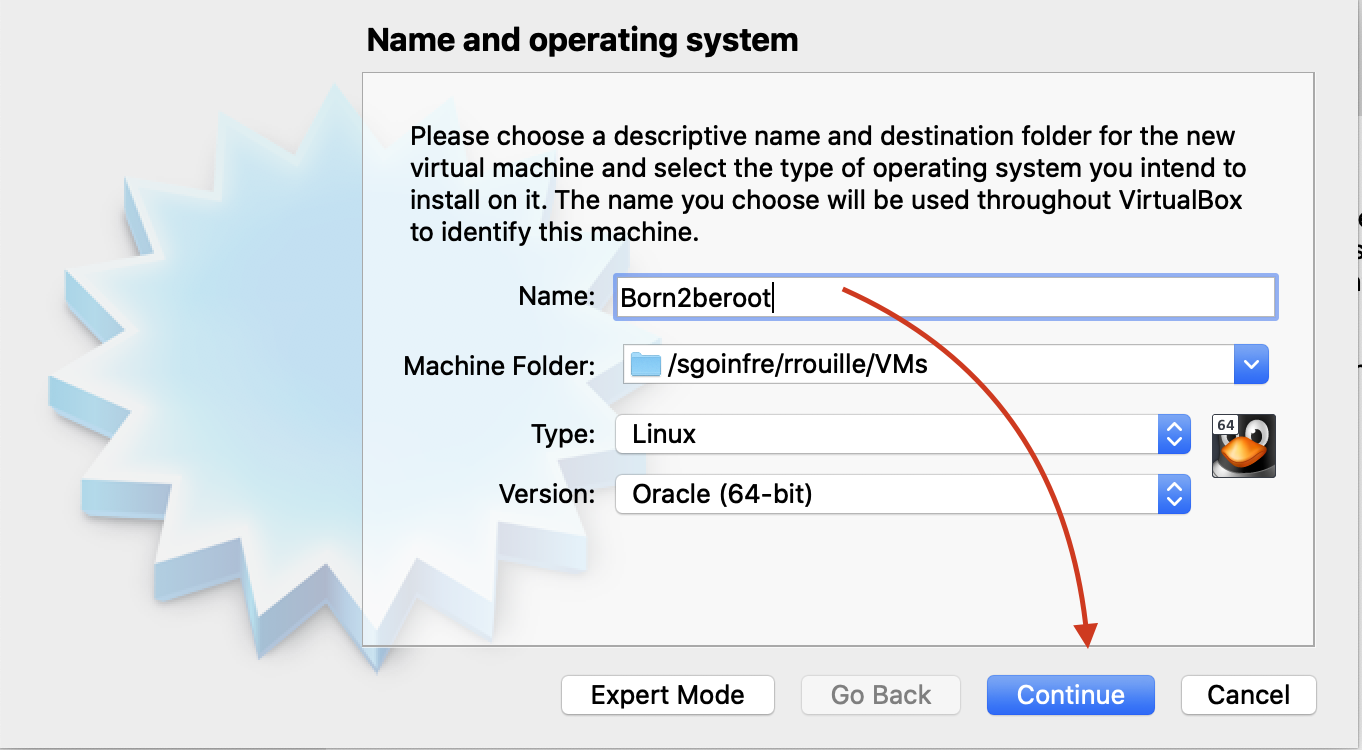 Name and operating system
Please choose a descriptive name and destination folder for the new
virtual machine and select the type of operating system you intend to
install on it. The name you choose will be used throughout VirtualBox
to identify this machine.
Name: Born2beroot
Machine Folder: /sgoinfre/rrouille/VMs
Type: Linux
64
Version: Oracle (64-bit)
Expert Mode Go Back Continue Cancel